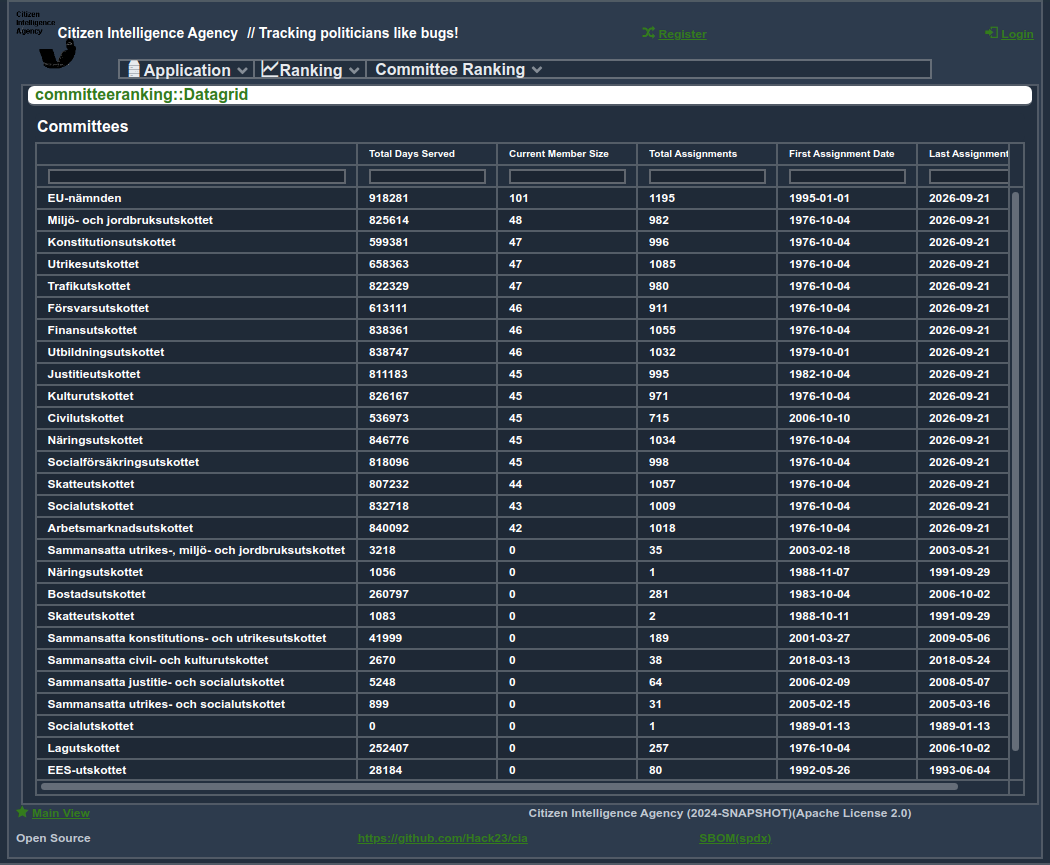 Citizen
Intelligence
Agency
Citizen Intelligence Agency // Tracking politicians like bugs!
Register
Login
Application Ranking Committee Ranking
committeeranking::Datagrid
Committees
Total Days Served Current Member Size Total Assignments First Assignment Date Last Assignment
EU-nämnden 918281 101 1195 1995-01-01 2026-09-21
Miljö- och jordbruksutskottet 825614 48 982 1976-10-04 2026-09-21
Konstitutionsutskottet 599381 47 996 1976-10-04 2026-09-21
Utrikesutskottet 658363 47 1085 1976-10-04 2026-09-21
Trafikutskottet 822329 47 980 1976-10-04 2026-09-21
Försvarsutskottet 613111 46 911 1976-10-04 2026-09-21
Finansutskottet 838361 46 1055 1976-10-04 2026-09-21
Utbildningsutskottet 838747 46 1032 1979-10-01 2026-09-21
Justitieutskottet 811183 45 995 1982-10-04 2026-09-21
Kulturutskottet 826167 45 971 1976-10-04 2026-09-21
Civilutskottet 536973 45 715 2006-10-10 2026-09-21
Näringsutskottet 846776 45 1034 1976-10-04 2026-09-21
Socialförsäkringsutskottet 818096 45 998 1976-10-04 2026-09-21
Skatteutskottet 807232 44 1057 1976-10-04 2026-09-21
Socialutskottet 832718 43 1009 1976-10-04 2026-09-21
Arbetsmarknadsutskottet 840092 42 1018 1976-10-04 2026-09-21
Sammansatta utrikes-, miljö- och jordbruksutskottet 3218 0 35 2003-02-18 2003-05-21
Näringsutskottet 1056 0 1 1988-11-07 1991-09-29
Bostadsutskottet 260797 0 281 1983-10-04 2006-10-02
Skatteutskottet 1083 0 2 1988-10-11 1991-09-29
Sammansatta konstitutions- och utrikesutskottet 41999 0 189 2001-03-27 2009-05-06
Sammansatta civil- och kulturutskottet 2670 0 38 2018-03-13 2018-05-24
Sammansatta justitie- och socialutskottet 5248 0 64 2006-02-09 2008-05-07
Sammansatta utrikes- och socialutskottet 899 0 31 2005-02-15 2005-03-16
Socialutskottet 0 0 1 1989-01-13 1989-01-13
Lagutskottet 252407 0 257 1976-10-04 2006-10-02
EES-utskottet 28184 0 80 1992-05-26 1993-06-04
Main View Citizen Intelligence Agency (2024-SNAPSHOT)(Apache License 2.0)
Open Source https://github.com/Hack23/cia SBOM(spdx)